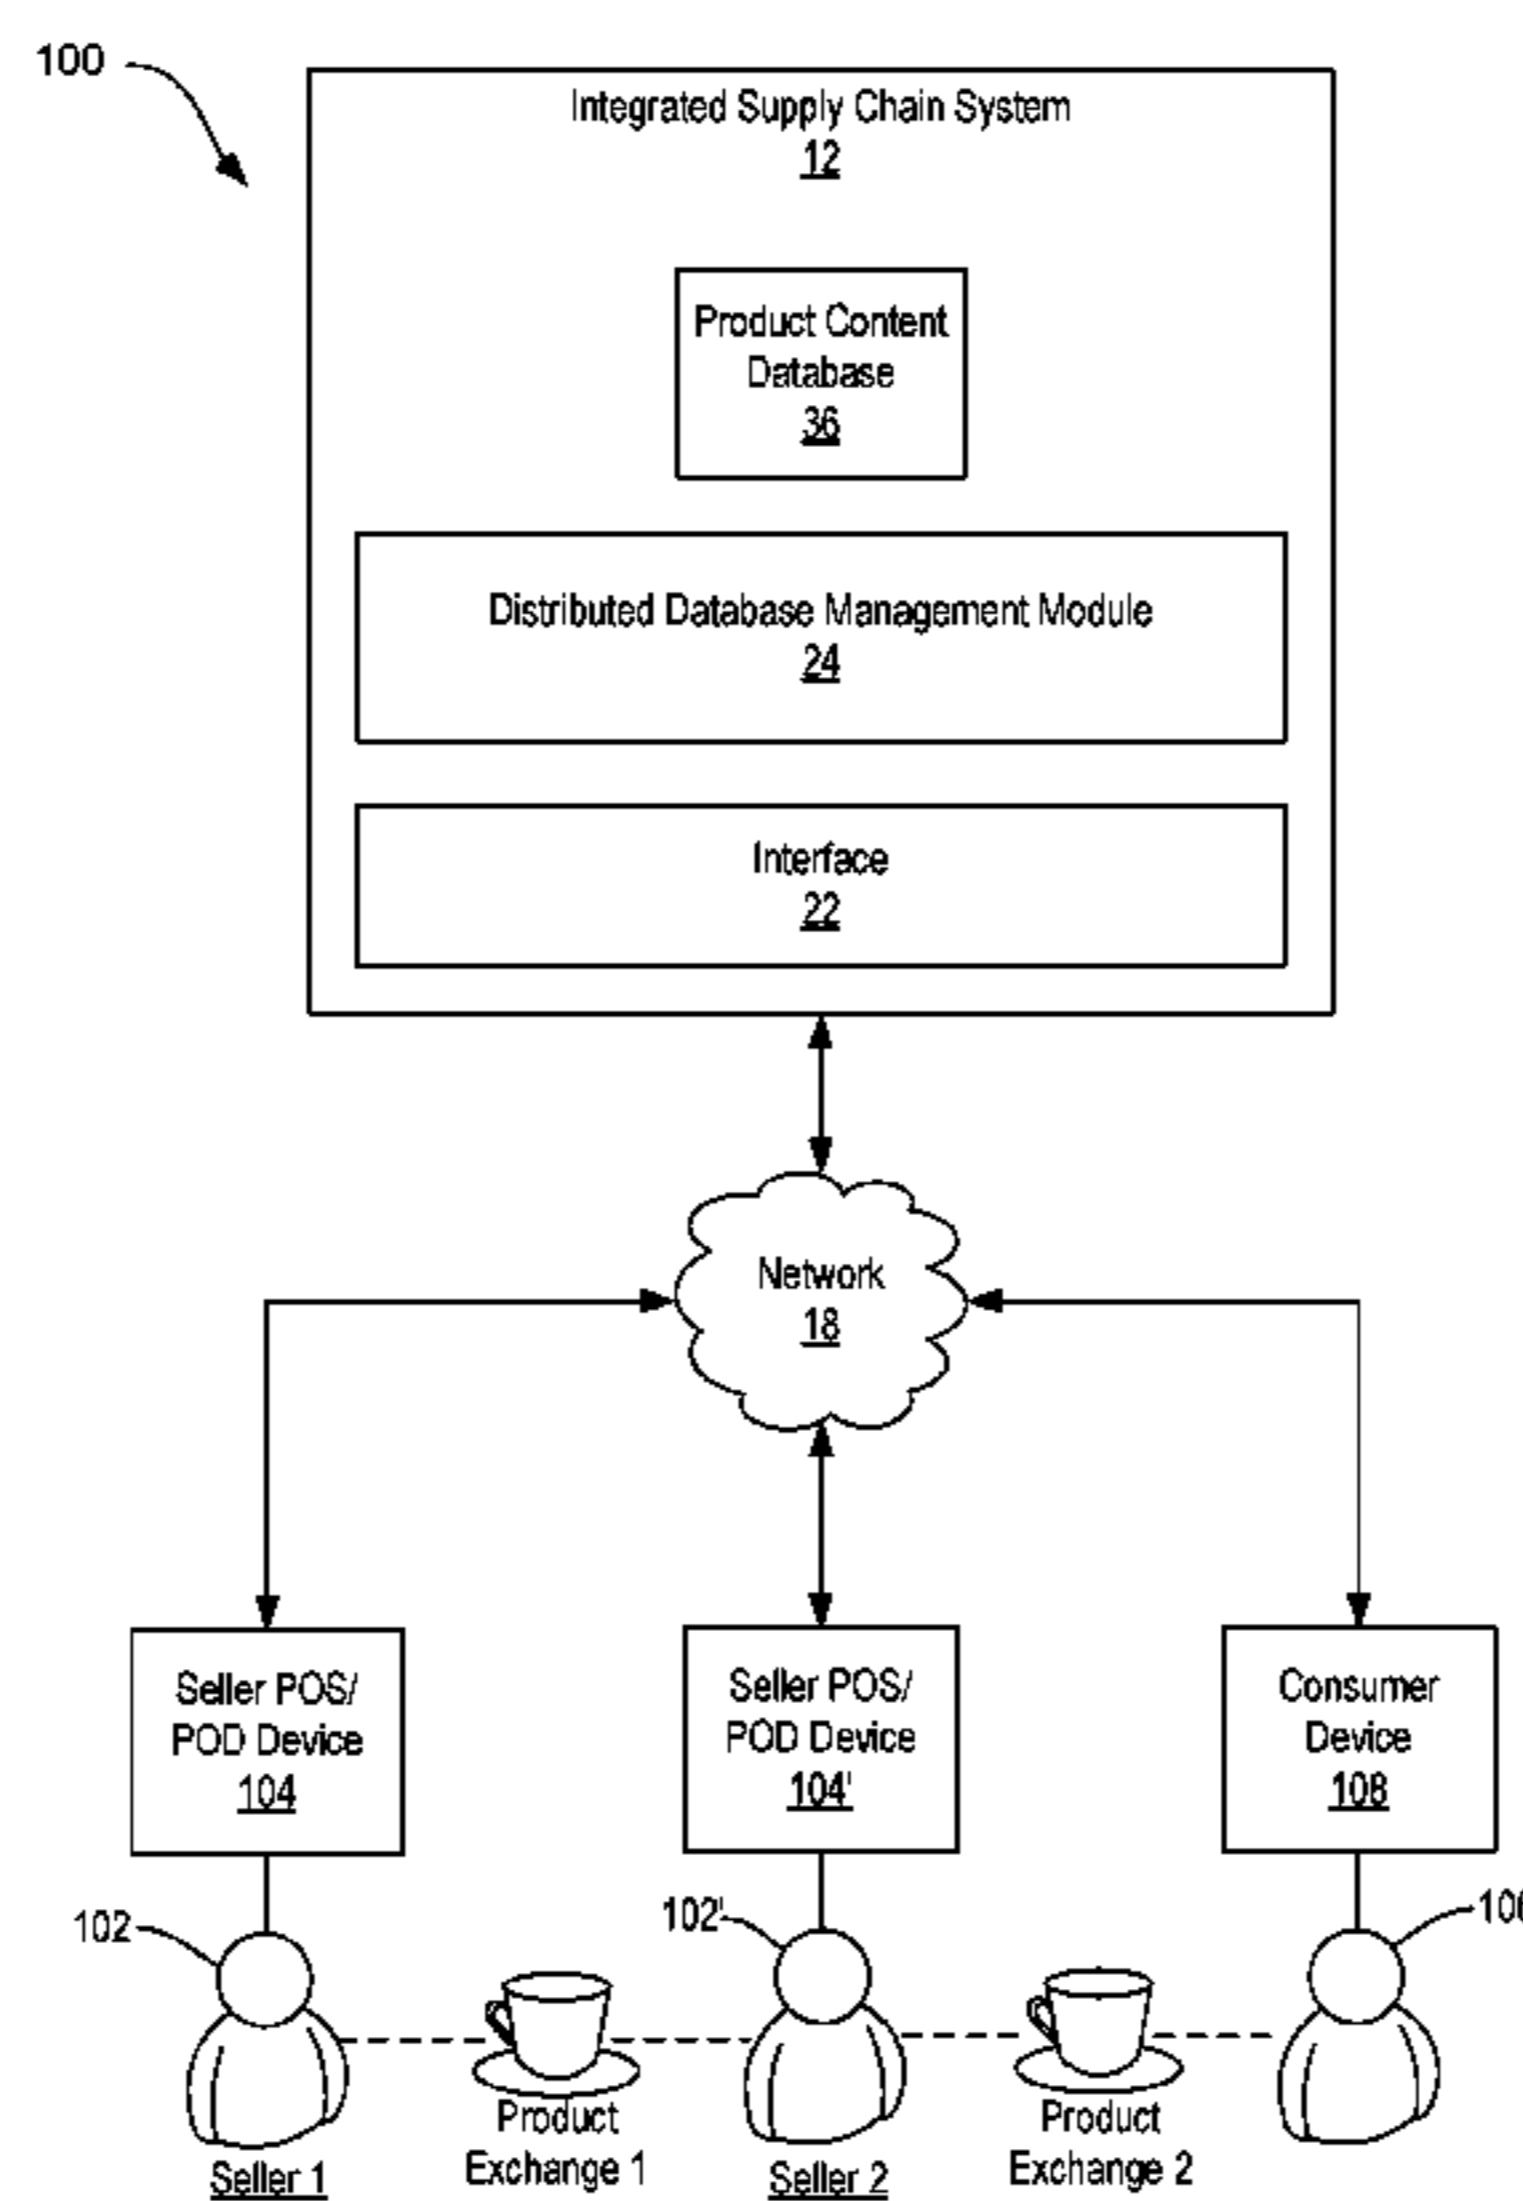 100
Integrated Supply Chain System
12
Product Content
Database
36
Distributed Database Management Module
24
Interface
22
Network
18
Seller POS/
POD Device
104
Seller POS/
POD Device
104'
Consumer
Device
108
102
102'
Product
Exchange 1
Product
Exchange 2
Seller 1
Seller 2